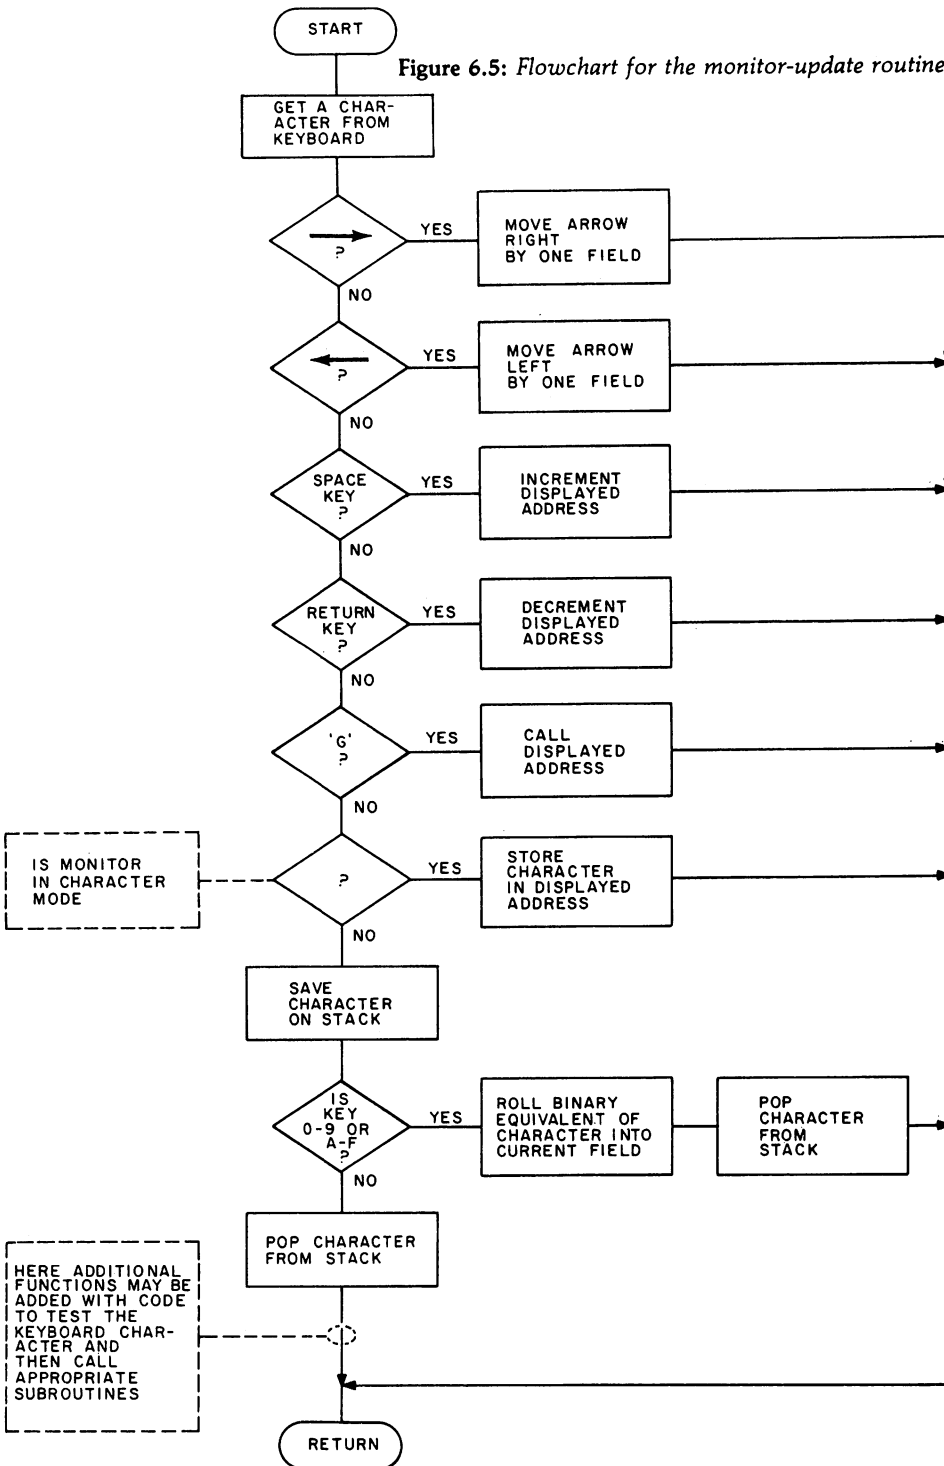 START
Figure 6.5: Flowchart for the monitor-update routine
GET A CHAR-
ACTER FROM
KEYBOARD
?
YES
MOVE ARROW
RIGHT
BY ONE FIELD
NO
?
YES
MOVE ARROW
LEFT
BY ONE FIELD
NO
SPACE
KEY
?
YES
INCREMENT
DISPLAYED
ADDRESS
NO
RETURN
KEY
?
YES
DECREMENT
DISPLAYED
ADDRESS
NO
'G'
?
YES
CALL
DISPLAYED
ADDRESS
NO
IS MONITOR
IN CHARACTER
MODE
?
YES
STORE
CHARACTER
IN DISPLAYED
ADDRESS
NO
SAVE
CHARACTER
ON STACK
IS
KEY
0-9 OR
A-F
?
YES
ROLL BINARY
EQUIVALENT OF
CHARACTER INTO
CURRENT FIELD
POP
CHARACTER
FROM
STACK
NO
POP CHARACTER
FROM STACK
HERE ADDITIONAL
FUNCTIONS MAY BE
ADDED WITH CODE
TO TEST THE
KEYBOARD CHAR-
ACTER AND
THEN CALL
APPROPRIATE
SUBROUTINES
RETURN